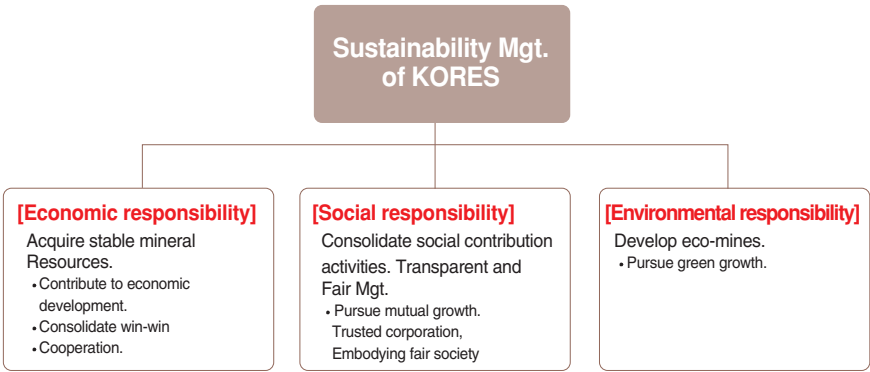 Sustainability Mgt.
of KORES
[Economic responsibility]
Acquire stable mineral
Resources.
• Contribute to economic
development.
• Consolidate win-win
• Cooperation.
[Social responsibility]
Consolidate social contribution
activities. Transparent and
Fair Mgt.
• Pursue mutual growth.
Trusted corporation,
Embodying fair society
[Environmental responsibility]
Develop eco-mines.
• Pursue green growth.